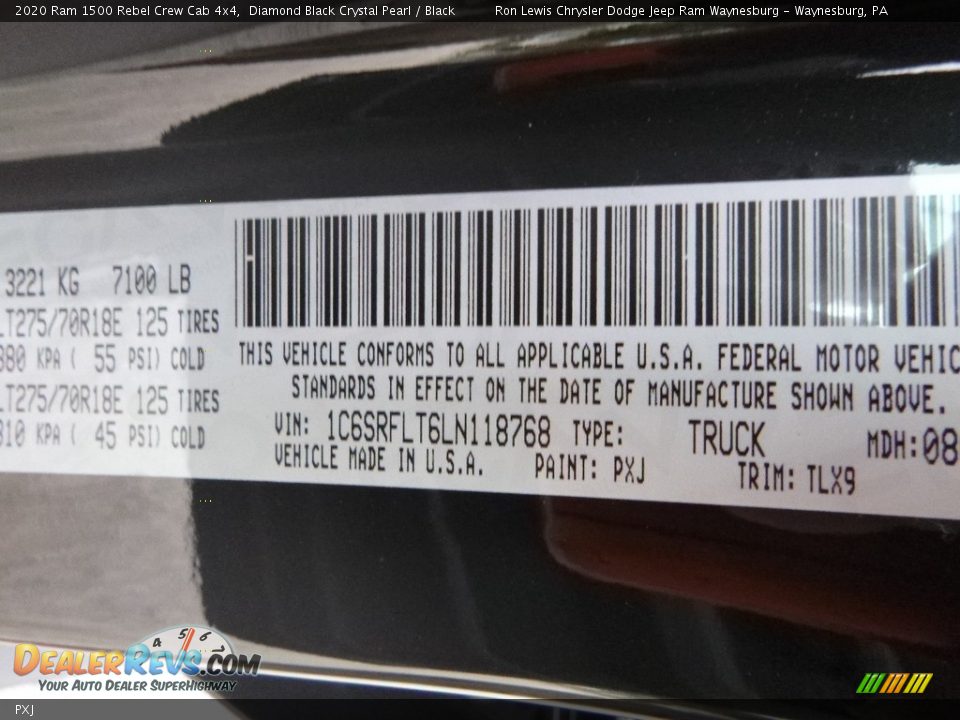 2020 Ram 1500 Rebel Crew Cab 4x4, Diamond Black Crystal Pearl / Black Ron Lewis Chrysler Dodge Jeep Ram Waynesburg - Waynesburg, PA
3221 KG 7100 LB
LT275/70R18E 125 TIRES
380 KPA ( 55 PSI) COLD
LT275/70R18E 125 TIRES
310 KPA ( 45 PSI) COLD
THIS VEHICLE CONFORMS TO ALL APPLICABLE U.S.A. FEDERAL MOTOR VEHIC
STANDARDS IN EFFECT ON THE DATE OF MANUFACTURE SHOWN ABOVE.
VIN: 1C6SRFLT6LN118768 TYPE: TRUCK MDH: 08
VEHICLE MADE IN U.S.A. PAINT: PXJ TRIM: TLX9
4 5 6 7
DEALERREVS.COM
YOUR AUTO DEALER SUPERHIGHWAY
PXJ